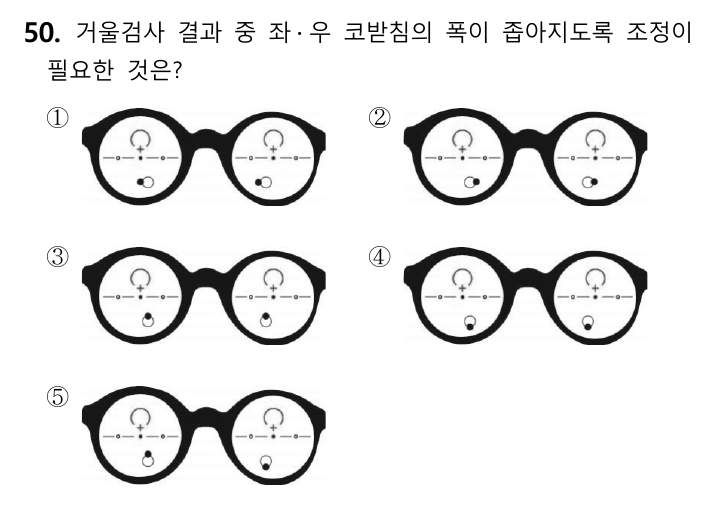 50. 거울검사 결과 중 좌·우 코받침의 폭이 좁아지도록 조정이
필요한 것은?
① ②
③ ④
⑤